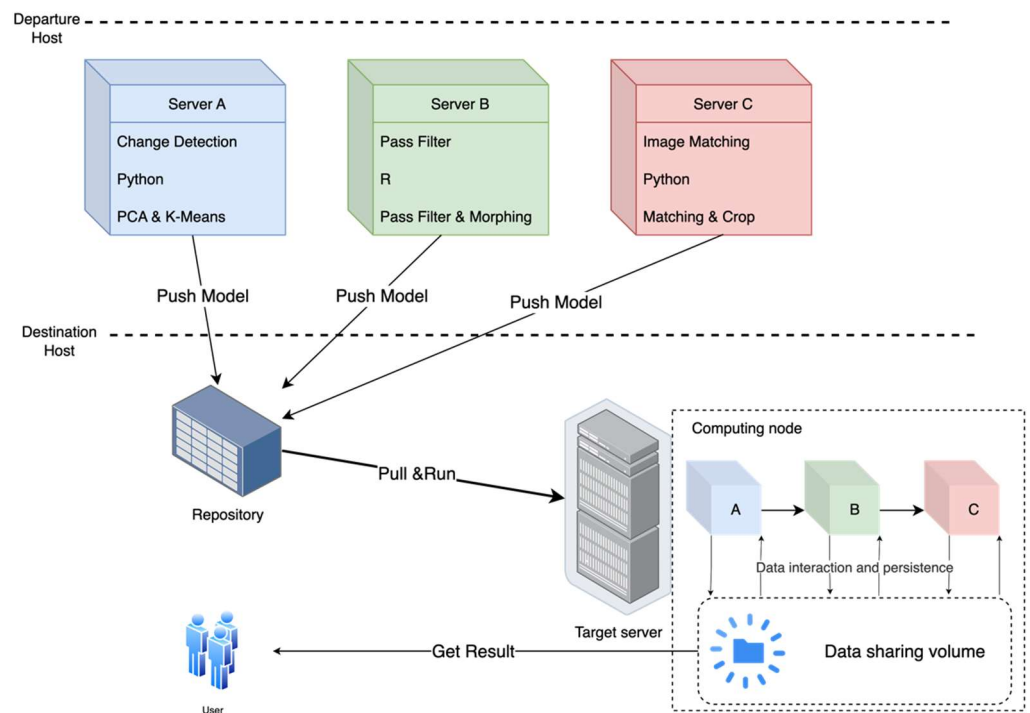 Departure
Host
Server A
Change Detection
Python
PCA & K-Means
Server B
Pass Filter
R
Pass Filter & Morphing
Server C
Image Matching
Python
Matching & Crop
Push Model
Push Model
Push Model
Destination
Host
Repository
Pull &Run
Target server
Computing node
A
B
C
Data interaction and persistence
Data sharing volume
Get Result
User